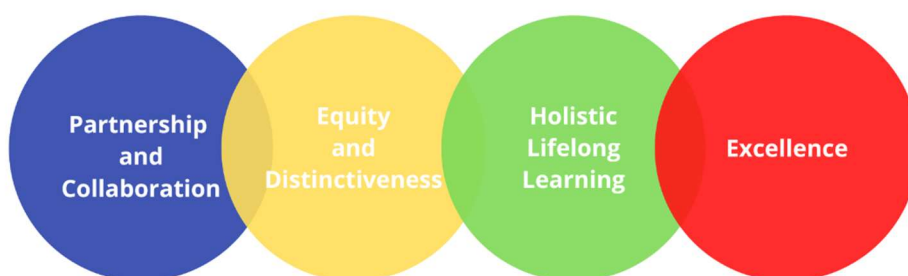 Partnership
and
Collaboration
Equity
and
Distinctiveness
Holistic
Lifelong
Learning
Excellence